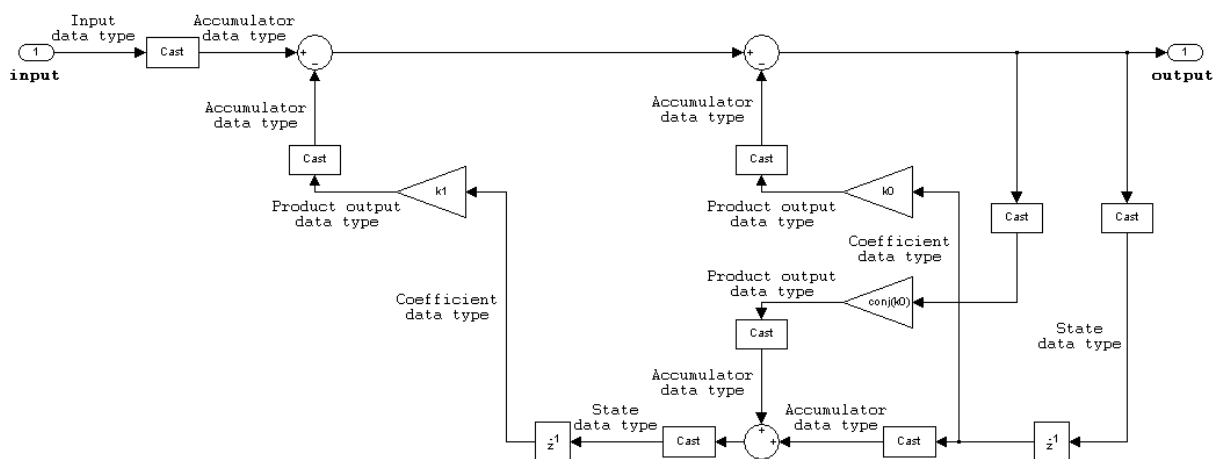 Input
data type
Accumulator
data type
1
input
Cast
+
−
+
−
1
output
Accumulator
data type
Accumulator
data type
Cast
Cast
k1
k0
Product output
data type
Product output
data type
Cast
Cast
Coefficient
data type
Product output
data type
conj(k0)
Coefficient
data type
Cast
State
data type
Accumulator
data type
State
data type
Accumulator
data type
z-1
Cast
+
+
Cast
z-1